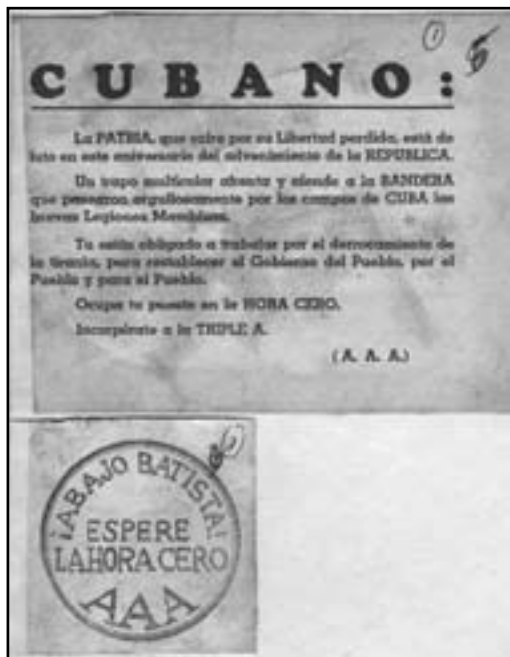 1 5
CUBANO:
La PATRIA, que sufre por su Libertad perdida, está de
luto en este aniversario del advenimiento de la REPUBLICA.
Un trapo multicolor afrenta y ofende a la BANDERA
que pasearon orgullosamente por los campos de CUBA las
bravas Legiones Mambisas.
Tu estás obligado a trabajar por el derrocamiento de
la tiranía, para restablecer el Gobierno del Pueblo, por el
Pueblo y para el Pueblo.
Ocupa tu puesto en la HORA CERO.
Incorpórate a la TRIPLE A.
(A. A. A.)
¡ABAJO BATISTA!
ESPERE
LA HORA CERO
AAA